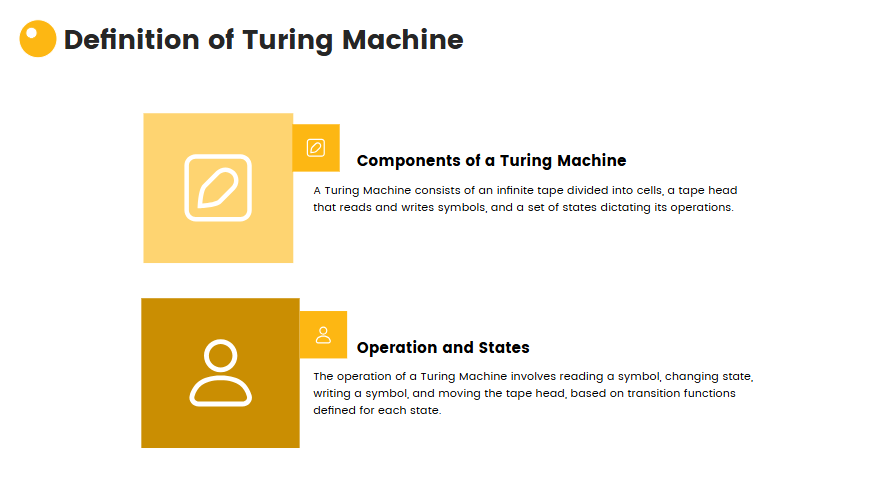 Definition of Turing Machine
Components of a Turing Machine
A Turing Machine consists of an infinite tape divided into cells, a tape head
that reads and writes symbols, and a set of states dictating its operations.
Operation and States
The operation of a Turing Machine involves reading a symbol, changing state,
writing a symbol, and moving the tape head, based on transition functions
defined for each state.